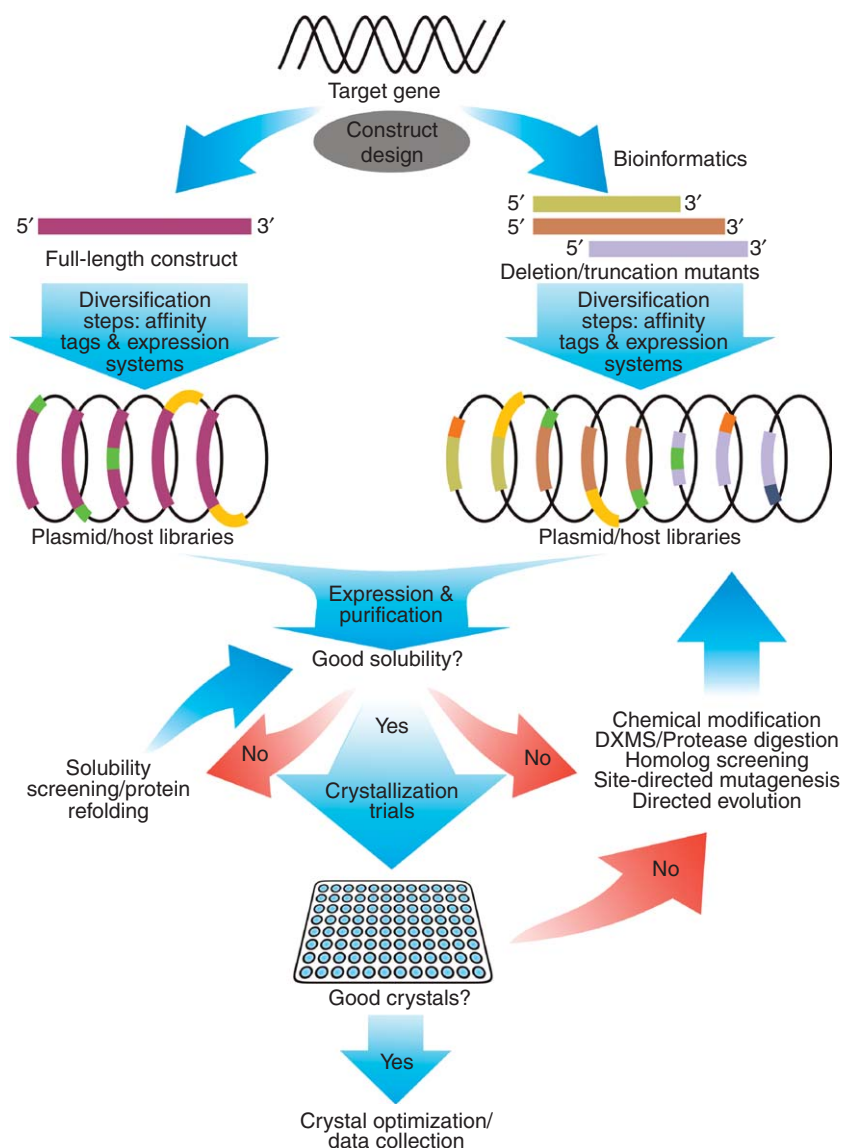 Target gene
Construct
design
Bioinformatics
5′ 3′
5′ 3′
5′ 3′
5′ 3′
Full-length construct
Deletion/truncation mutants
Diversification
steps: affinity
tags & expression
systems
Diversification
steps: affinity
tags & expression
systems
Plasmid/host libraries
Plasmid/host libraries
Expression &
purification
Good solubility?
Yes
No
No
Solubility
screening/protein
refolding
Crystallization
trials
Chemical modification
DXMS/Protease digestion
Homolog screening
Site-directed mutagenesis
Directed evolution
No
Good crystals?
Yes
Crystal optimization/
data collection